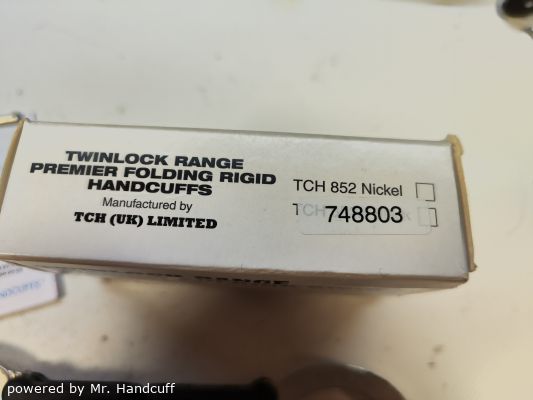 TWINLOCK RANGE
PREMIER FOLDING RIGID
HANDCUFFS
Manufactured by
TCH (UK) LIMITED
TCH 852 Nickel
TCH
748803
powered by Mr. Handcuff